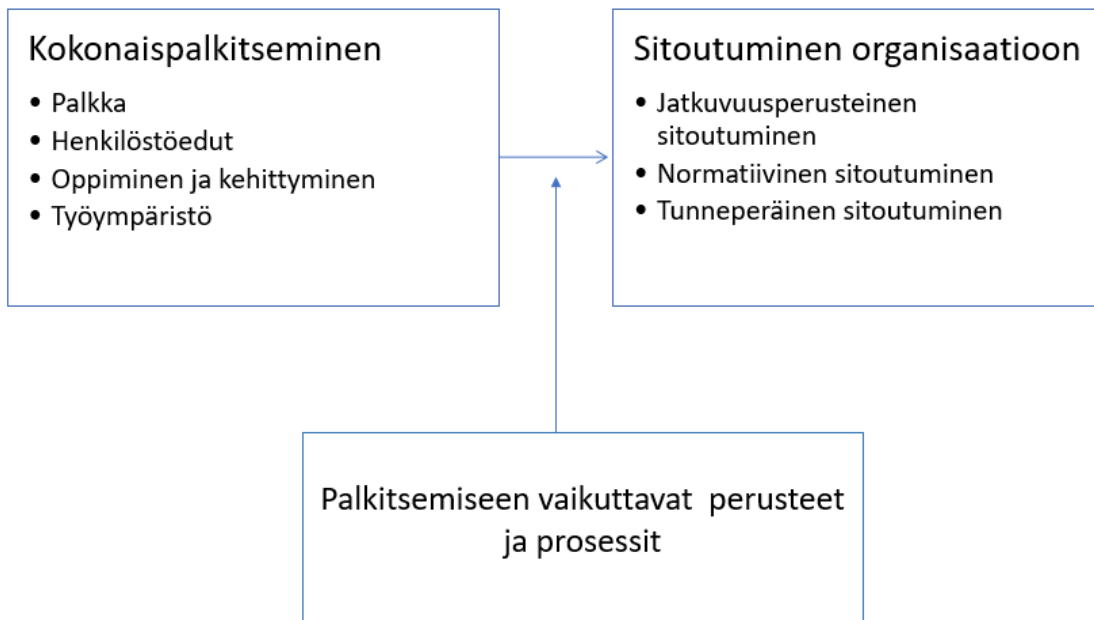 Kokonaispalkitseminen
• Palkka
• Henkilöstöedut
• Oppiminen ja kehittyminen
• Työympäristö
Sitoutuminen organisaatioon
• Jatkuvuusperusteinen
sitoutuminen
• Normatiivinen sitoutuminen
• Tunneperäinen sitoutuminen
Palkitsemiseen vaikuttavat perusteet
ja prosessit